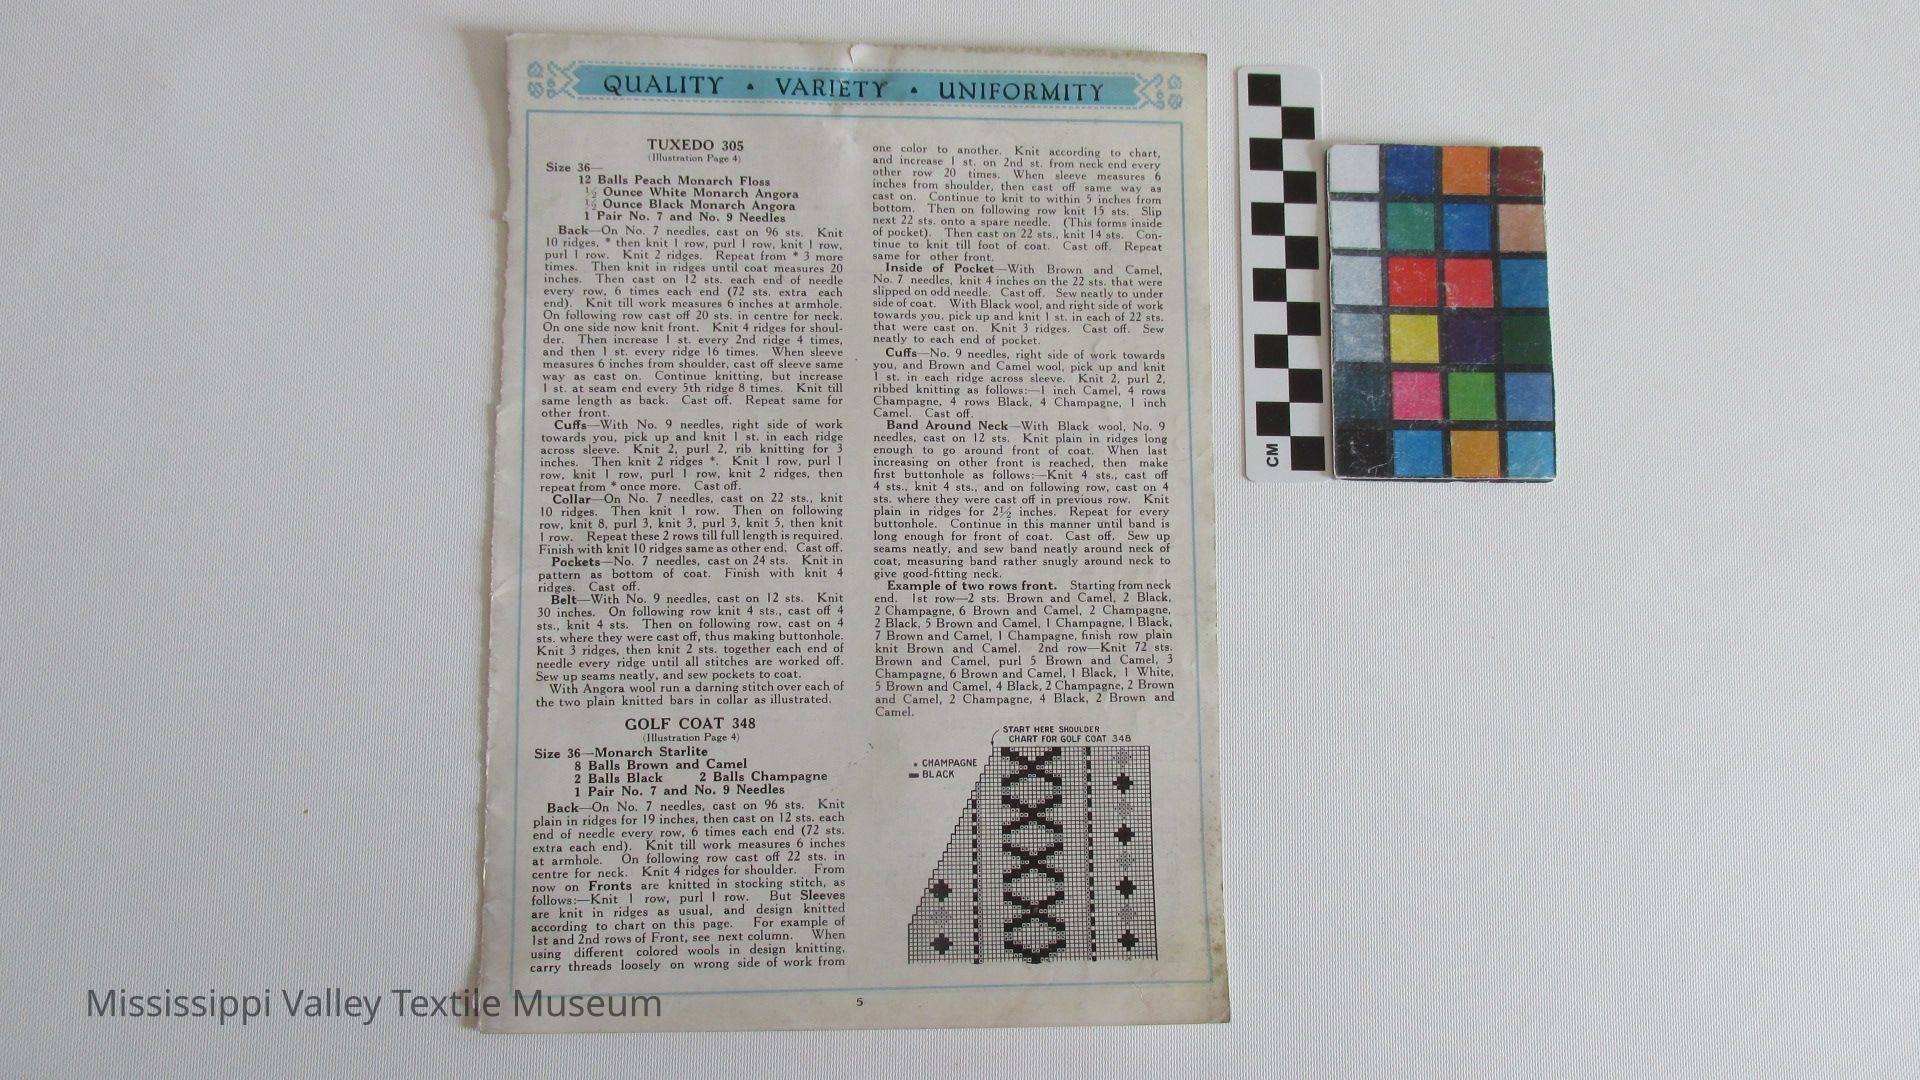 QUALITY • VARIETY • UNIFORMITY
TUXEDO 305
(Illustration Page 4)
Size 36—
12 Balls Peach Monarch Floss
½ Ounce White Monarch Angora
½ Ounce Black Monarch Angora
1 Pair No. 7 and No. 9 Needles
Back—On No. 7 needles, cast on 96 sts. Knit
10 ridges, * then knit 1 row, purl 1 row, knit 1 row,
purl 1 row. Knit 2 ridges. Repeat from * 3 more
times. Then knit in ridges until coat measures 20
inches. Then cast on 12 sts. each end of needle
every row, 6 times each end (72 sts. extra each
end). Knit till work measures 6 inches at armhole.
On following row cast off 20 sts. in centre for neck.
On one side now knit front. Knit 4 ridges for shoul-
der. Then increase 1 st. every 2nd ridge 4 times,
and then 1 st. every ridge 16 times. When sleeve
measures 6 inches from shoulder, cast off sleeve same
way as cast on. Continue knitting, but increase
1 st. at seam end every 5th ridge 8 times. Knit till
same length as back. Cast off. Repeat same for
other front.
Cuffs—With No. 9 needles, right side of work
towards you, pick up and knit 1 st. in each ridge
across sleeve. Knit 2, purl 2, rib knitting for 3
inches. Then knit 2 ridges *. Knit 1 row, purl 1
row, knit 1 row, purl 1 row, knit 2 ridges, then
repeat from * once more. Cast off.
Collar—On No. 7 needles, cast on 22 sts., knit
10 ridges. Then knit 1 row. Then on following
row, knit 8, purl 3, knit 3, purl 3, knit 5, then knit
1 row. Repeat these 2 rows till full length is required.
Finish with knit 10 ridges same as other end. Cast off.
Pockets—No. 7 needles, cast on 24 sts. Knit in
pattern as bottom of coat. Finish with knit 4
ridges. Cast off.
Belt—With No. 9 needles, cast on 12 sts. Knit
30 inches. On following row knit 4 sts., cast off 4
sts., knit 4 sts. Then on following row, cast on 4
sts. where they were cast off, thus making buttonhole.
Knit 3 ridges, then knit 2 sts. together each end of
needle every ridge until all stitches are worked off.
Sew up seams neatly, and sew pockets to coat.
With Angora wool run a darning stitch over each of
the two plain knitted bars in collar as illustrated.
GOLF COAT 348
(Illustration Page 4)
Size 36—Monarch Starlite
8 Balls Brown and Camel
2 Balls Black 2 Balls Champagne
1 Pair No. 7 and No. 9 Needles
Back—On No. 7 needles, cast on 96 sts. Knit
plain in ridges for 19 inches, then cast on 12 sts. each
end of needle every row, 6 times each end (72 sts.
extra each end). Knit till work measures 6 inches
at armhole. On following row cast off 22 sts. in
centre for neck. Knit 4 ridges for shoulder. From
now on Fronts are knitted in stocking stitch, as
follows:—Knit 1 row, purl 1 row. But Sleeves
are knit in ridges as usual, and design knitted
according to chart on this page. For example of
1st and 2nd rows of Front, see next column. When
using different colored wools in design knitting,
carry threads loosely on wrong side of work from
one color to another. Knit according to chart,
and increase 1 st. on 2nd st. from neck end every
other row 20 times. When sleeve measures 6
inches from shoulder, then cast off same way as
cast on. Continue to knit to within 5 inches from
bottom. Then on following row knit 15 sts. Slip
next 22 sts. onto a spare needle. (This forms inside
of pocket). Then cast on 22 sts., knit 14 sts. Con-
tinue to knit till foot of coat. Cast off. Repeat
same for other front.
Inside of Pocket—With Brown and Camel,
No. 7 needles, knit 4 inches on the 22 sts. that were
slipped on odd needle. Cast off. Sew neatly to under
side of coat. With Black wool, and right side of work
towards you, pick up and knit 1 st. in each of 22 sts.
that were cast on. Knit 3 ridges. Cast off. Sew
neatly to each end of pocket.
Cuffs—No. 9 needles, right side of work towards
you, and Brown and Camel wool, pick up and knit
1 st. in each ridge across sleeve. Knit 2, purl 2,
ribbed knitting as follows:—1 inch Camel, 4 rows
Champagne, 4 rows Black, 4 Champagne, 1 inch
Camel. Cast off.
Band Around Neck—With Black wool, No. 9
needles, cast on 12 sts. Knit plain in ridges long
enough to go around front of coat. When last
increasing on other front is reached, then make
first buttonhole as follows:—Knit 4 sts., cast off
4 sts., knit 4 sts., and on following row, cast on 4
sts. where they were cast off in previous row. Knit
plain in ridges for 2½ inches. Repeat for every
buttonhole. Continue in this manner until band is
long enough for front of coat. Cast off. Sew up
seams neatly, and sew band neatly around neck of
coat, measuring band rather snugly around neck to
give good-fitting neck.
Example of two rows front. Starting from neck
end. 1st row—2 sts. Brown and Camel, 2 Black,
2 Champagne, 6 Brown and Camel, 2 Champagne,
2 Black, 5 Brown and Camel, 1 Champagne, 1 Black,
7 Brown and Camel, 1 Champagne, finish row plain
knit Brown and Camel. 2nd row—Knit 72 sts.
Brown and Camel, purl 5 Brown and Camel, 3
Champagne, 6 Brown and Camel, 1 Black, 1 White,
5 Brown and Camel, 4 Black, 2 Champagne, 2 Brown
and Camel, 2 Champagne, 4 Black, 2 Brown and
Camel.
START HERE SHOULDER
CHART FOR GOLF COAT 348
CHAMPAGNE
BLACK
5
CM
Mississippi Valley Textile Museum